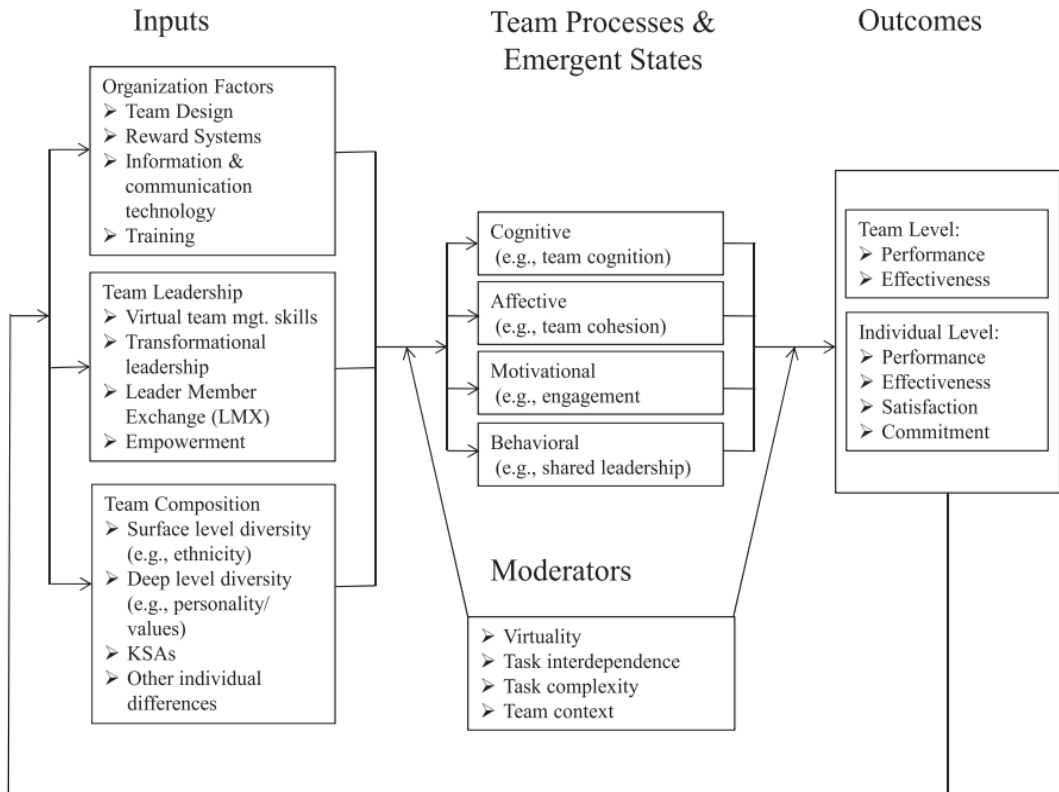 Inputs
Team Processes &
Emergent States
Outcomes
Organization Factors
➢ Team Design
➢ Reward Systems
➢ Information &
communication
technology
➢ Training
Team Leadership
➢ Virtual team mgt. skills
➢ Transformational
leadership
➢ Leader Member
Exchange (LMX)
➢ Empowerment
Team Composition
➢ Surface level diversity
(e.g., ethnicity)
➢ Deep level diversity
(e.g., personality/
values)
➢ KSAs
➢ Other individual
differences
Cognitive
(e.g., team cognition)
Affective
(e.g., team cohesion)
Motivational
(e.g., engagement
Behavioral
(e.g., shared leadership)
Moderators
➢ Virtuality
➢ Task interdependence
➢ Task complexity
➢ Team context
Team Level:
➢ Performance
➢ Effectiveness
Individual Level:
➢ Performance
➢ Effectiveness
➢ Satisfaction
➢ Commitment